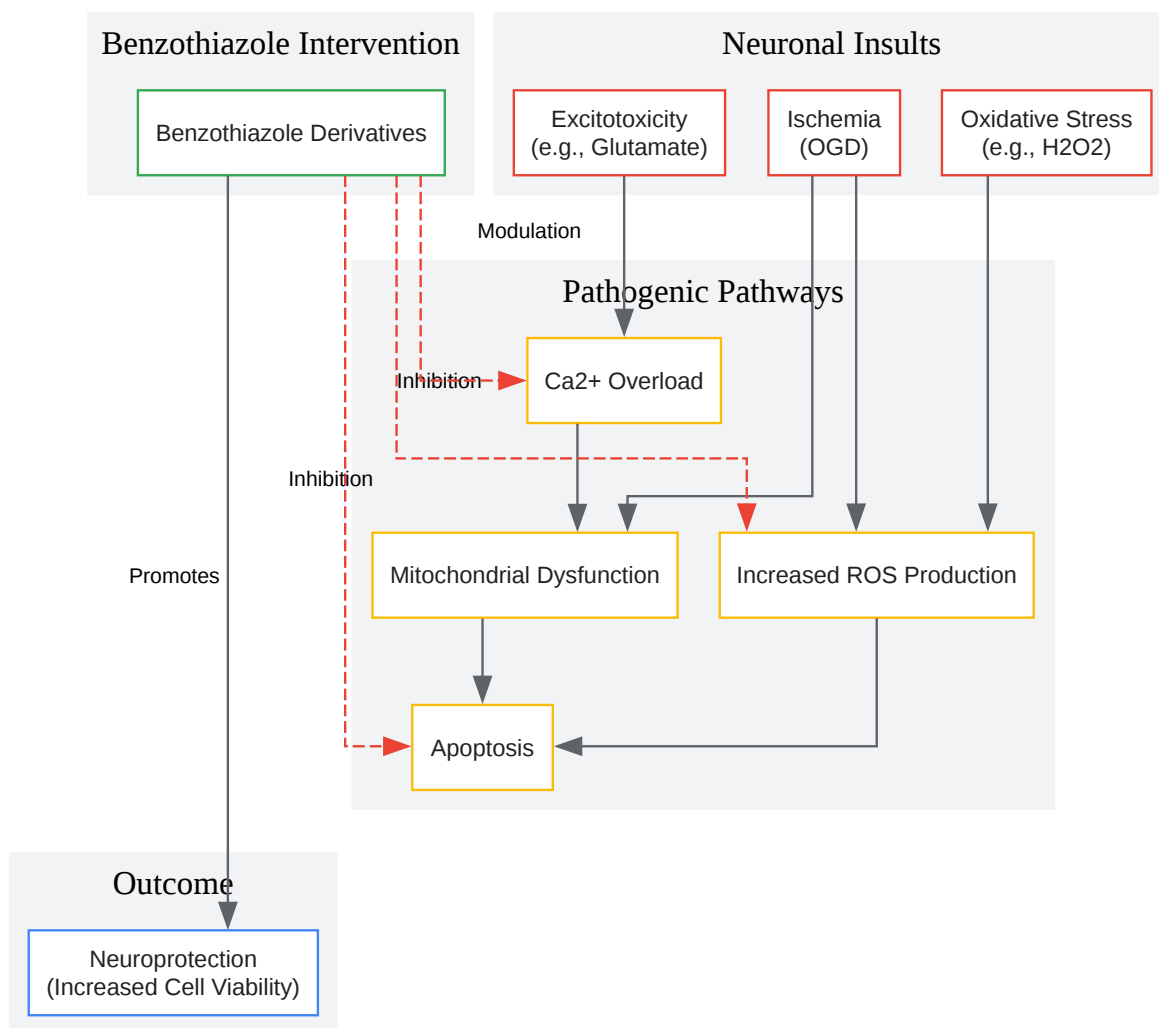 Benzothiazole Intervention
Neuronal Insults
Benzothiazole Derivatives
Excitotoxicity
(e.g., Glutamate)
Ischemia
(OGD)
Oxidative Stress
(e.g., H2O2)
Modulation
Pathogenic Pathways
Inhibition
Ca2+ Overload
Inhibition
Promotes
Mitochondrial Dysfunction
Increased ROS Production
Apoptosis
Outcome
Neuroprotection
(Increased Cell Viability)